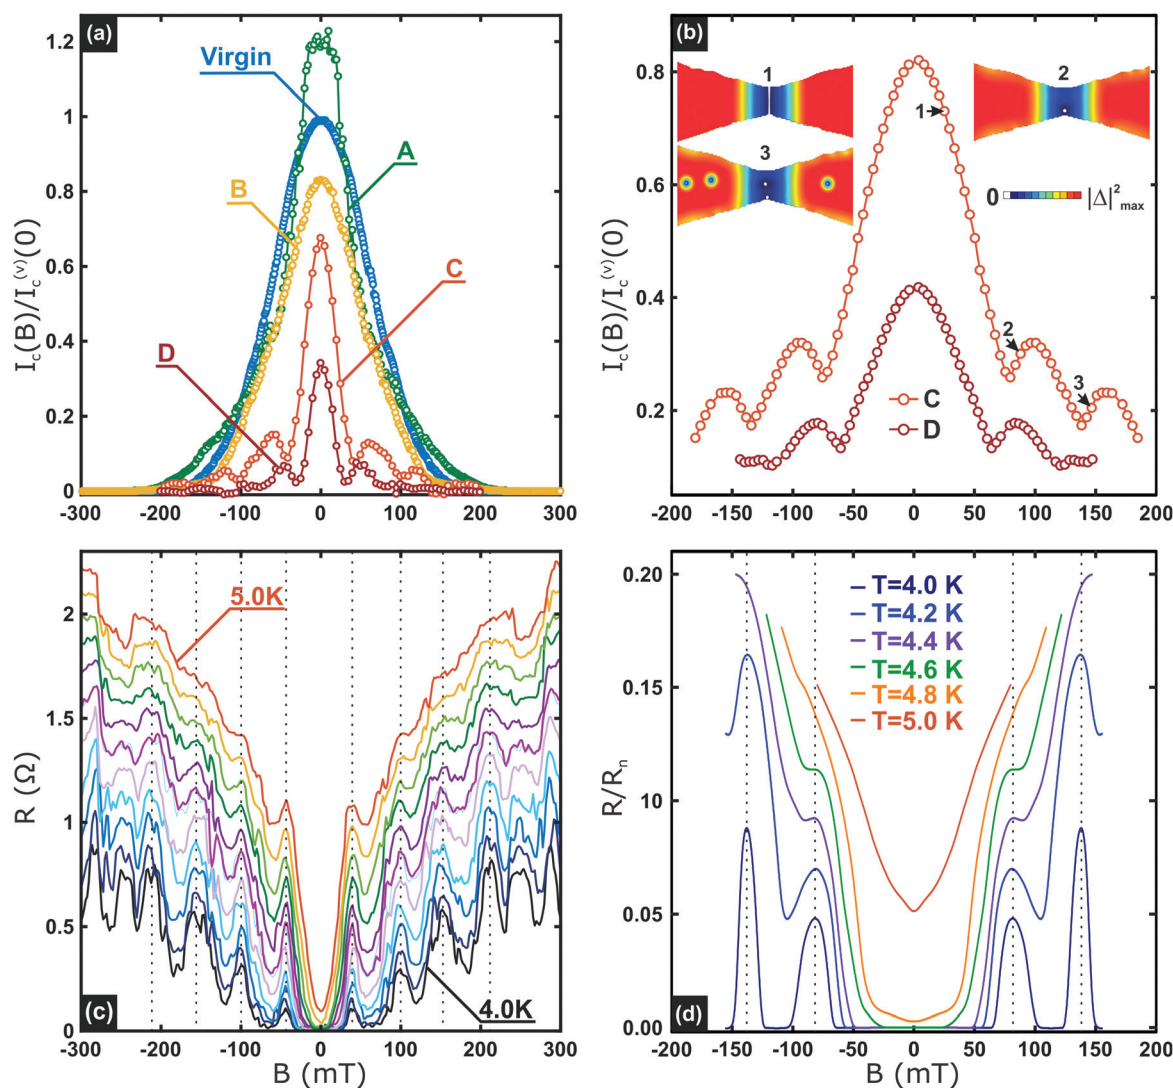 (a)
Virgin
A
B
C
D
I_c(B)/I_c^(v)(0)
1.2
1
0.8
0.6
0.4
0.2
0
-300 -200 -100 0 100 200 300
(b)
1
2
3
0 |Δ|²max
1
2
3
C
D
I_c(B)/I_c^(v)(0)
0.8
0.6
0.4
0.2
-200 -150 -100 -50 0 50 100 150 200
(c)
5.0K
4.0K
R (Ω)
2
1.5
1
0.5
0
-300 -200 -100 0 100 200 300
B (mT)
(d)
T=4.0 K
T=4.2 K
T=4.4 K
T=4.6 K
T=4.8 K
T=5.0 K
R/R_n
0.20
0.15
0.10
0.05
0.00
-200 -150 -100 -50 0 50 100 150 200
B (mT)